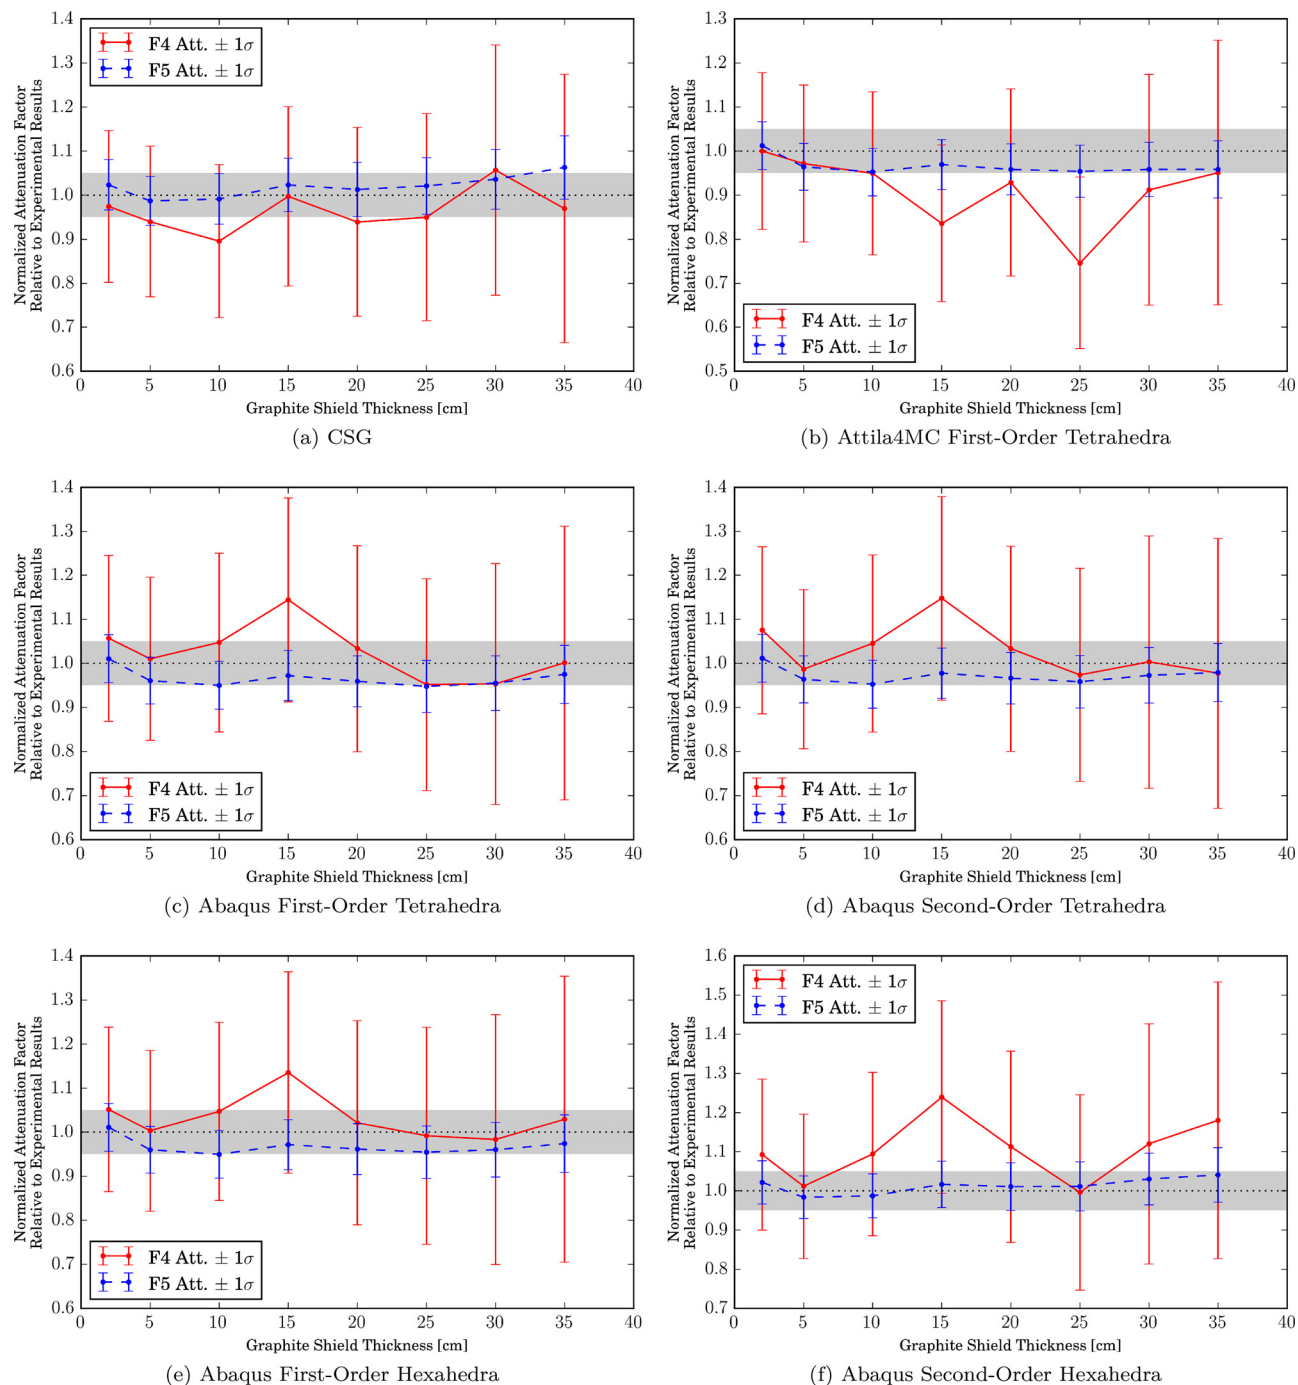 1.4
1.3
1.2
1.1
1.0
0.9
0.8
0.7
0.6
Normalized Attenuation Factor
Relative to Experimental Results
F4 Att. ± 1σ
F5 Att. ± 1σ
0 5 10 15 20 25 30 35 40
Graphite Shield Thickness [cm]
(a) CSG
1.3
1.2
1.1
1.0
0.9
0.8
0.7
0.6
0.5
Normalized Attenuation Factor
Relative to Experimental Results
F4 Att. ± 1σ
F5 Att. ± 1σ
0 5 10 15 20 25 30 35 40
Graphite Shield Thickness [cm]
(b) Attila4MC First-Order Tetrahedra
1.4
1.3
1.2
1.1
1.0
0.9
0.8
0.7
0.6
Normalized Attenuation Factor
Relative to Experimental Results
F4 Att. ± 1σ
F5 Att. ± 1σ
0 5 10 15 20 25 30 35 40
Graphite Shield Thickness [cm]
(c) Abaqus First-Order Tetrahedra
1.4
1.3
1.2
1.1
1.0
0.9
0.8
0.7
0.6
Normalized Attenuation Factor
Relative to Experimental Results
F4 Att. ± 1σ
F5 Att. ± 1σ
0 5 10 15 20 25 30 35 40
Graphite Shield Thickness [cm]
(d) Abaqus Second-Order Tetrahedra
1.4
1.3
1.2
1.1
1.0
0.9
0.8
0.7
0.6
Normalized Attenuation Factor
Relative to Experimental Results
F4 Att. ± 1σ
F5 Att. ± 1σ
0 5 10 15 20 25 30 35 40
Graphite Shield Thickness [cm]
(e) Abaqus First-Order Hexahedra
1.6
1.5
1.4
1.3
1.2
1.1
1.0
0.9
0.8
0.7
Normalized Attenuation Factor
Relative to Experimental Results
F4 Att. ± 1σ
F5 Att. ± 1σ
0 5 10 15 20 25 30 35 40
Graphite Shield Thickness [cm]
(f) Abaqus Second-Order Hexahedra